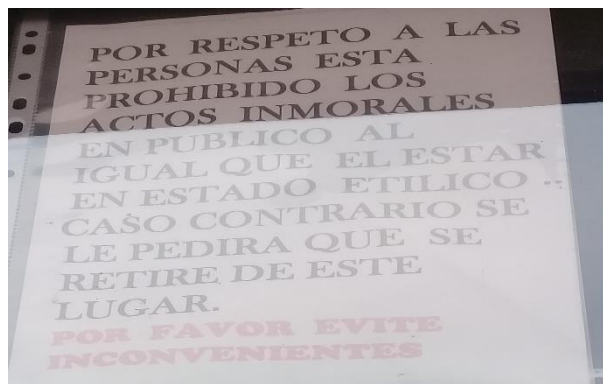 POR RESPETO A LAS
PERSONAS ESTA
PROHIBIDO LOS
ACTOS INMORALES
EN PUBLICO AL
IGUAL QUE EL ESTAR
EN ESTADO ETILICO
CASO CONTRARIO SE
LE PEDIRA QUE SE
RETIRE DE ESTE
LUGAR.
POR FAVOR EVITE
INCONVENIENTES